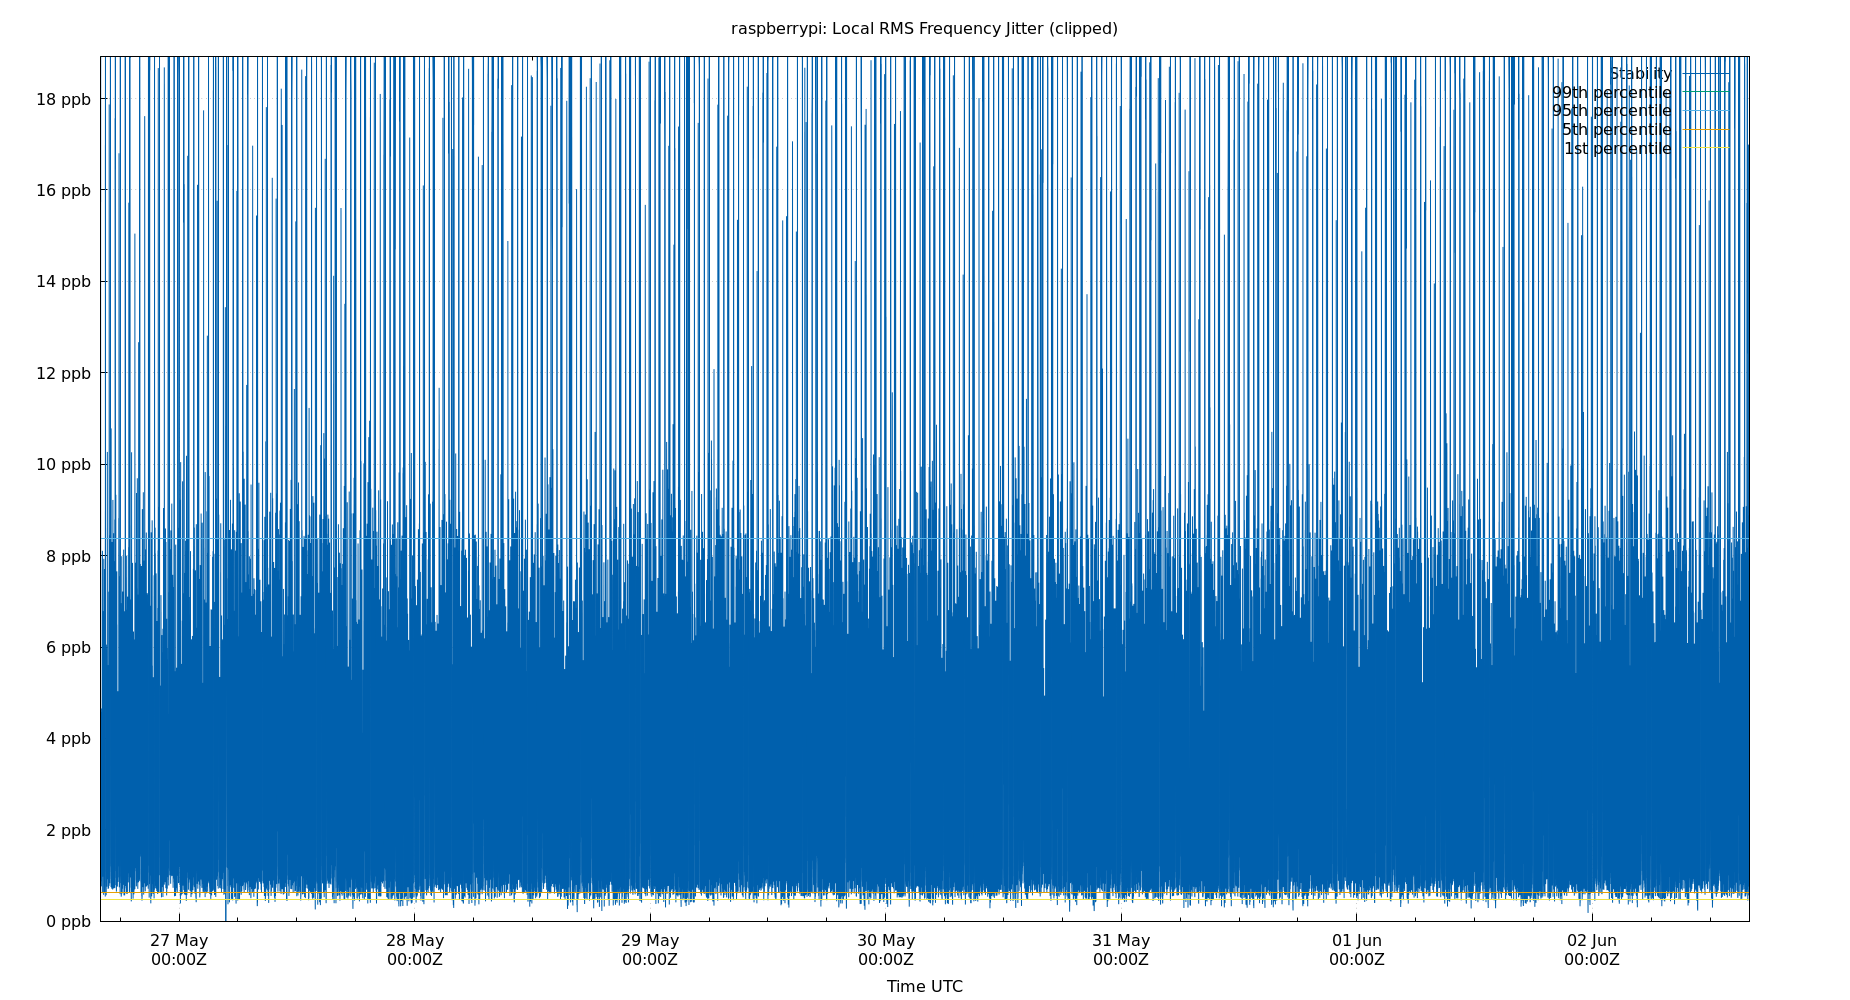 raspberrypi: Local RMS Frequency Jitter (clipped)
Stability
99th percentile
95th percentile
5th percentile
1st percentile
18 ppb
16 ppb
14 ppb
12 ppb
10 ppb
8 ppb
6 ppb
4 ppb
2 ppb
0 ppb
27 May 28 May 29 May 30 May 31 May 01 Jun 02 Jun
00:00Z 00:00Z 00:00Z 00:00Z 00:00Z 00:00Z 00:00Z
Time UTC